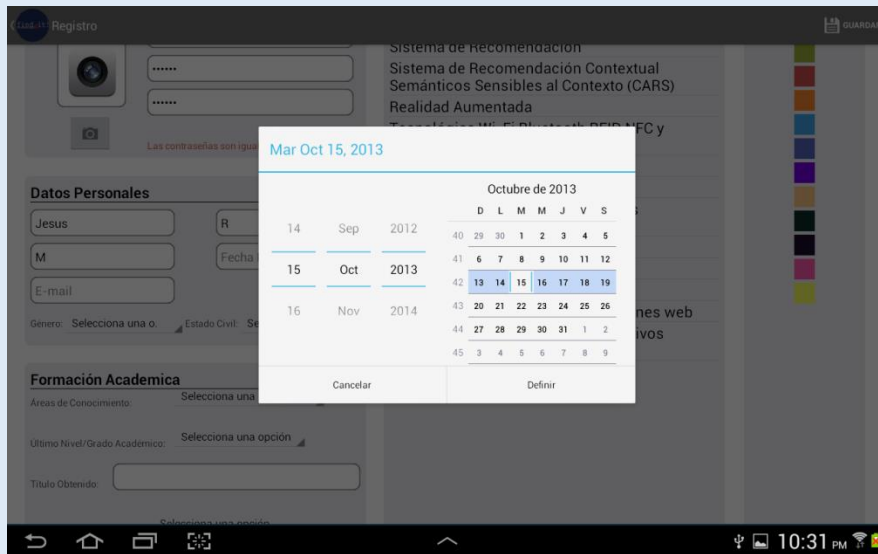 Registro
GUARDAR
Sistema de Recomendación
Sistema de Recomendación Contextual
Semánticos Sensibles al Contexto (CARS)
Realidad Aumentada
NFC y
Las contraseñas son igua
Datos Personales
Jesus
R
M
Fecha
E-mail
Género: Selecciona una o.
Estado Civil: Se
nes web
ivos
Formación Academica
Áreas de Conocimiento:
Selecciona una
Último Nivel/Grado Académico:
Selecciona una opción
Título Obtenido:
Mar Oct 15, 2013
14 Sep 2012
15 Oct 2013
16 Nov 2014
Octubre de 2013
D L M M J V S
40 29 30 1 2 3 4 5
41 6 7 8 9 10 11 12
42 13 14 15 16 17 18 19
43 20 21 22 23 24 25 26
44 27 28 29 30 31 1 2
45 3 4 5 6 7 8 9
Cancelar
Definir
10:31 PM